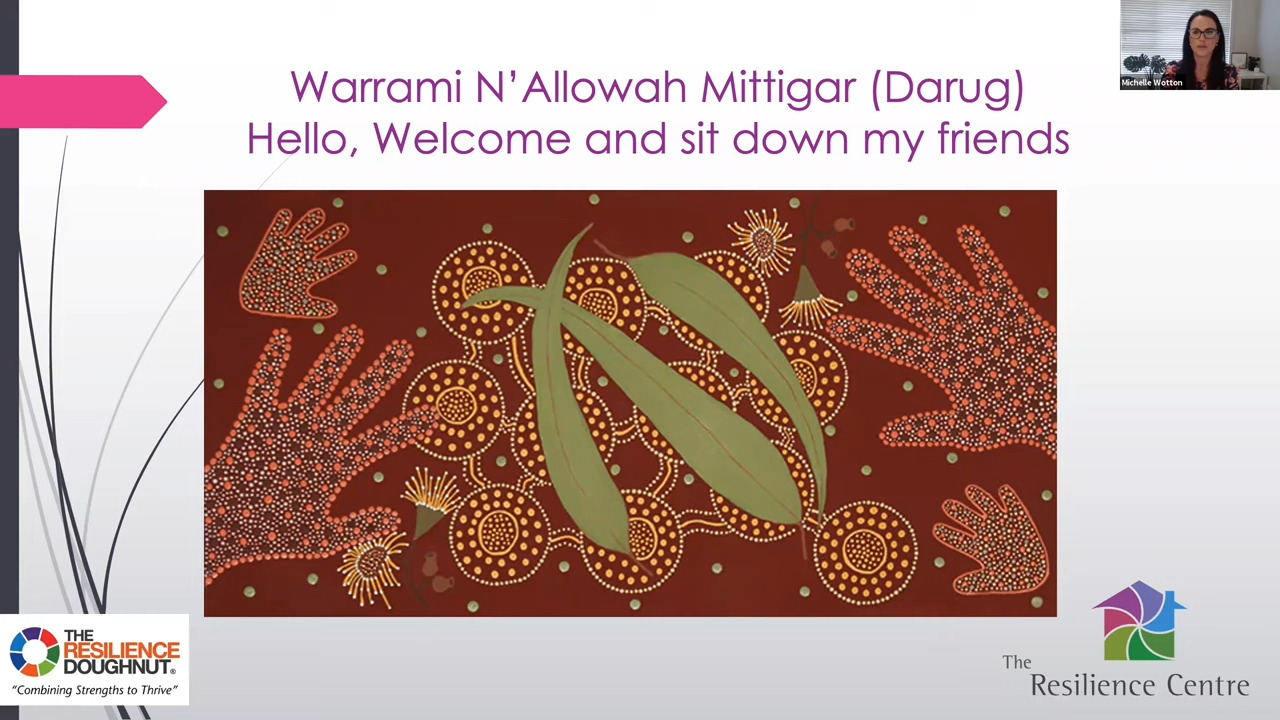 Warrami N’Allowah Mittigar (Darug)
Hello, Welcome and sit down my friends
Michelle Wotton
THE
RESILIENCE
DOUGHNUT®
“Combining Strengths to Thrive”
The
Resilience Centre